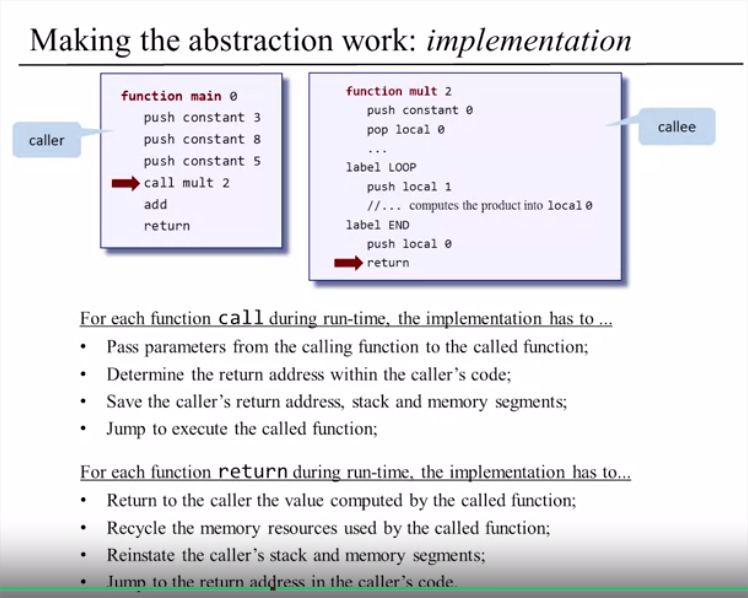 Making the abstraction work: implementation
caller
function main 0
push constant 3
push constant 8
push constant 5
call mult 2
add
return
function mult 2
push constant 0
pop local 0
...
label LOOP
push local 1
//... computes the product into local 0
label END
push local 0
return
callee
For each function call during run-time, the implementation has to ...
• Pass parameters from the calling function to the called function;
• Determine the return address within the caller's code;
• Save the caller's return address, stack and memory segments;
• Jump to execute the called function;
For each function return during run-time, the implementation has to...
• Return to the caller the value computed by the called function;
• Recycle the memory resources used by the called function;
• Reinstate the caller's stack and memory segments;
• Jump to the return address in the caller's code.